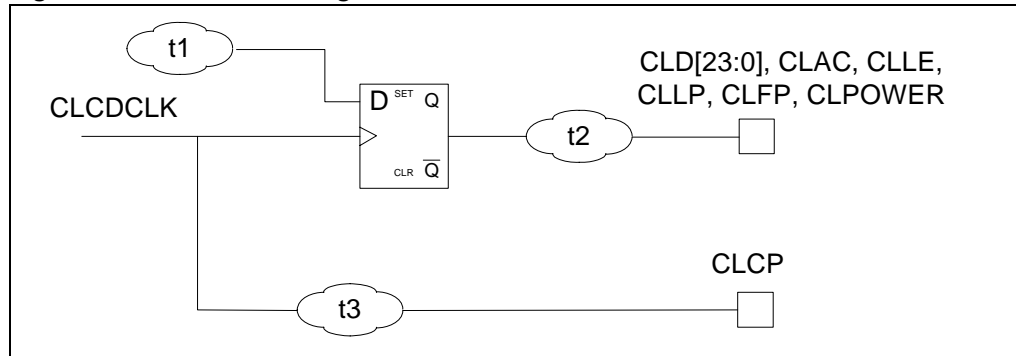 t1
CLD[23:0], CLAC, CLLE,
CLLP, CLFP, CLPOWER
CLCDCLK
D SET Q
CLR Q
t2
CLCP
t3